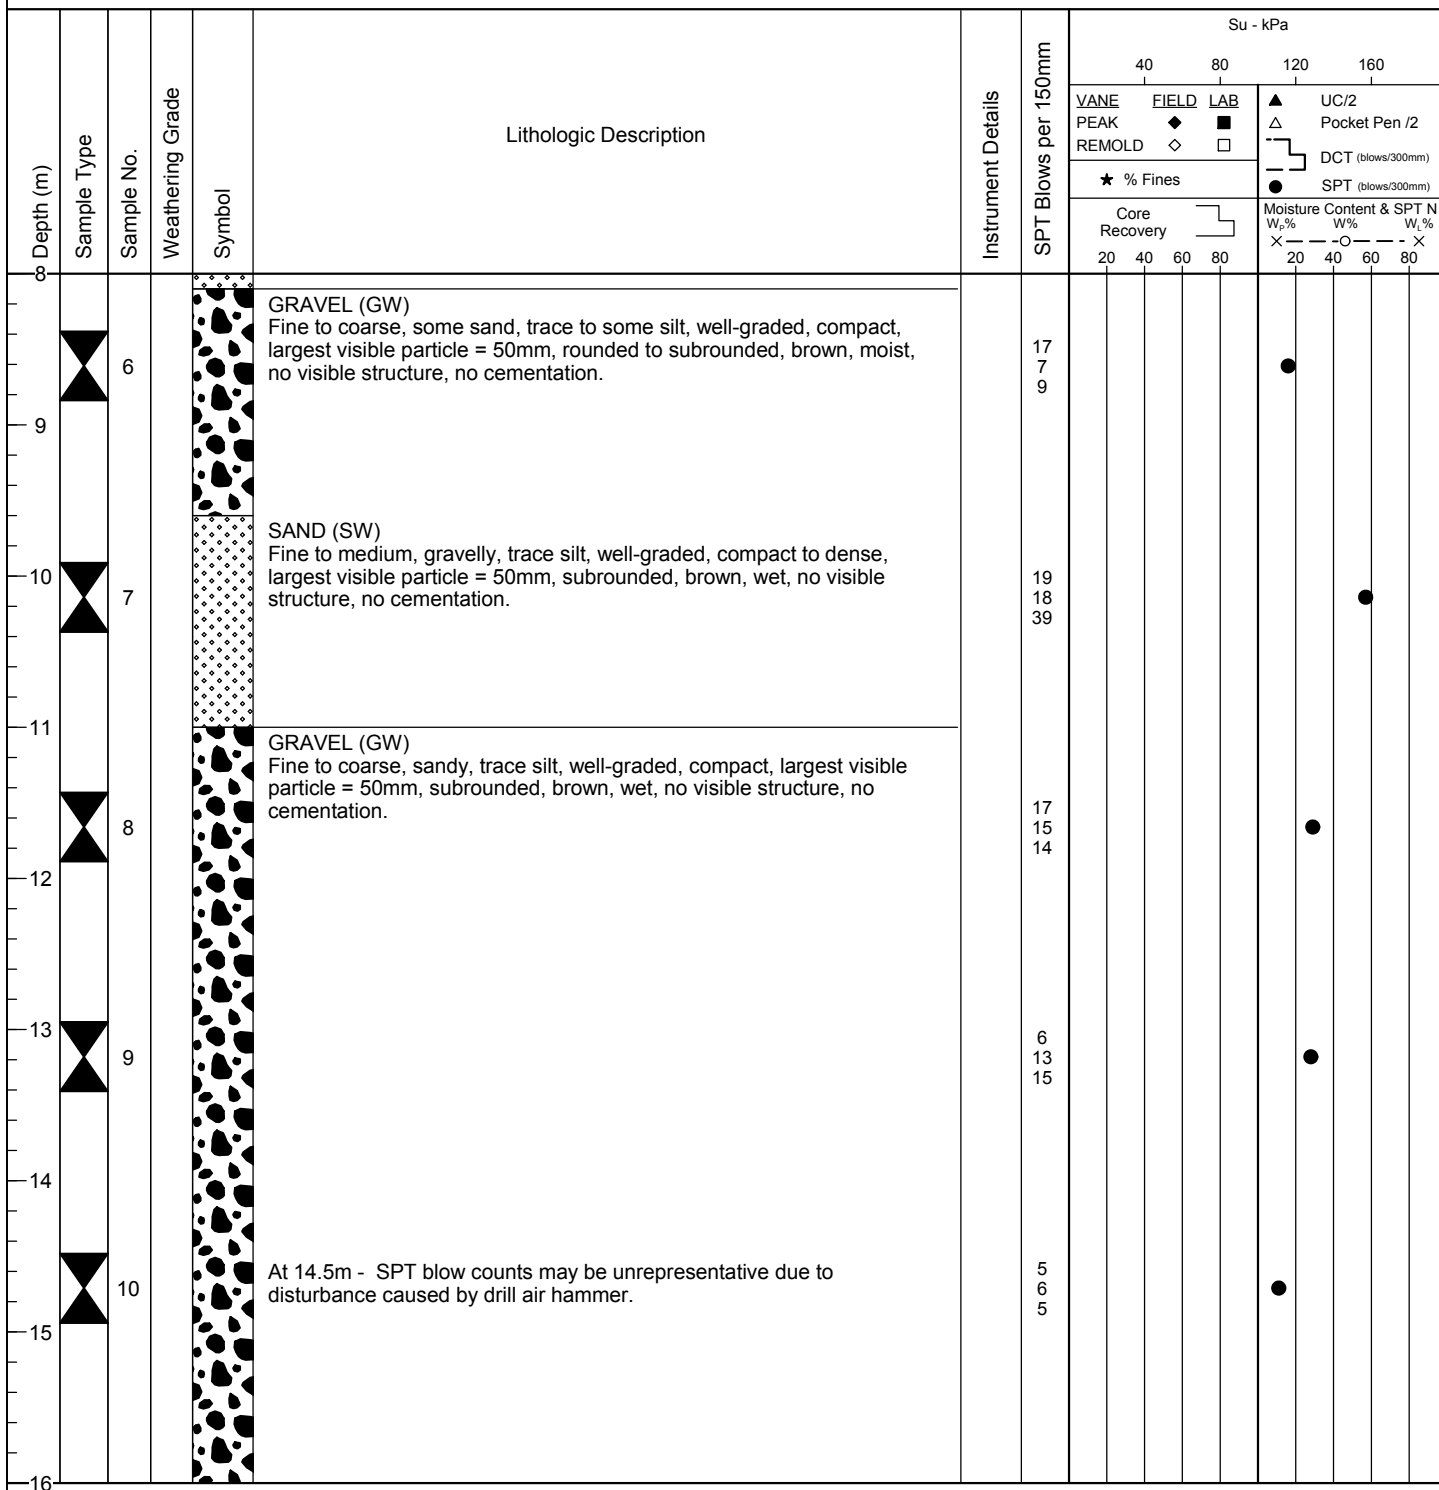 Depth (m)
Sample Type
Sample No.
Weathering Grade
Symbol
Lithologic Description
Instrument Details
SPT Blows per 150mm
Su - kPa
40 80 120 160
VANE FIELD LAB
PEAK ◆ ■
REMOLD ◇ □
★ % Fines
Core
Recovery
▲ UC/2
△ Pocket Pen /2
DCT (blows/300mm)
● SPT (blows/300mm)
Moisture Content & SPT N
WP% W% WL%
20 40 60 80 20 40 60 80
8
GRAVEL (GW)
Fine to coarse, some sand, trace to some silt, well-graded, compact,
largest visible particle = 50mm, rounded to subrounded, brown, moist,
no visible structure, no cementation.
6
17
7
9
9
SAND (SW)
Fine to medium, gravelly, trace silt, well-graded, compact to dense,
largest visible particle = 50mm, subrounded, brown, wet, no visible
structure, no cementation.
10
7
19
18
39
11
GRAVEL (GW)
Fine to coarse, sandy, trace silt, well-graded, compact, largest visible
particle = 50mm, subrounded, brown, wet, no visible structure, no
cementation.
8
17
15
14
12
13
9
6
13
15
14
At 14.5m - SPT blow counts may be unrepresentative due to
disturbance caused by drill air hammer.
10
5
6
5
15
16